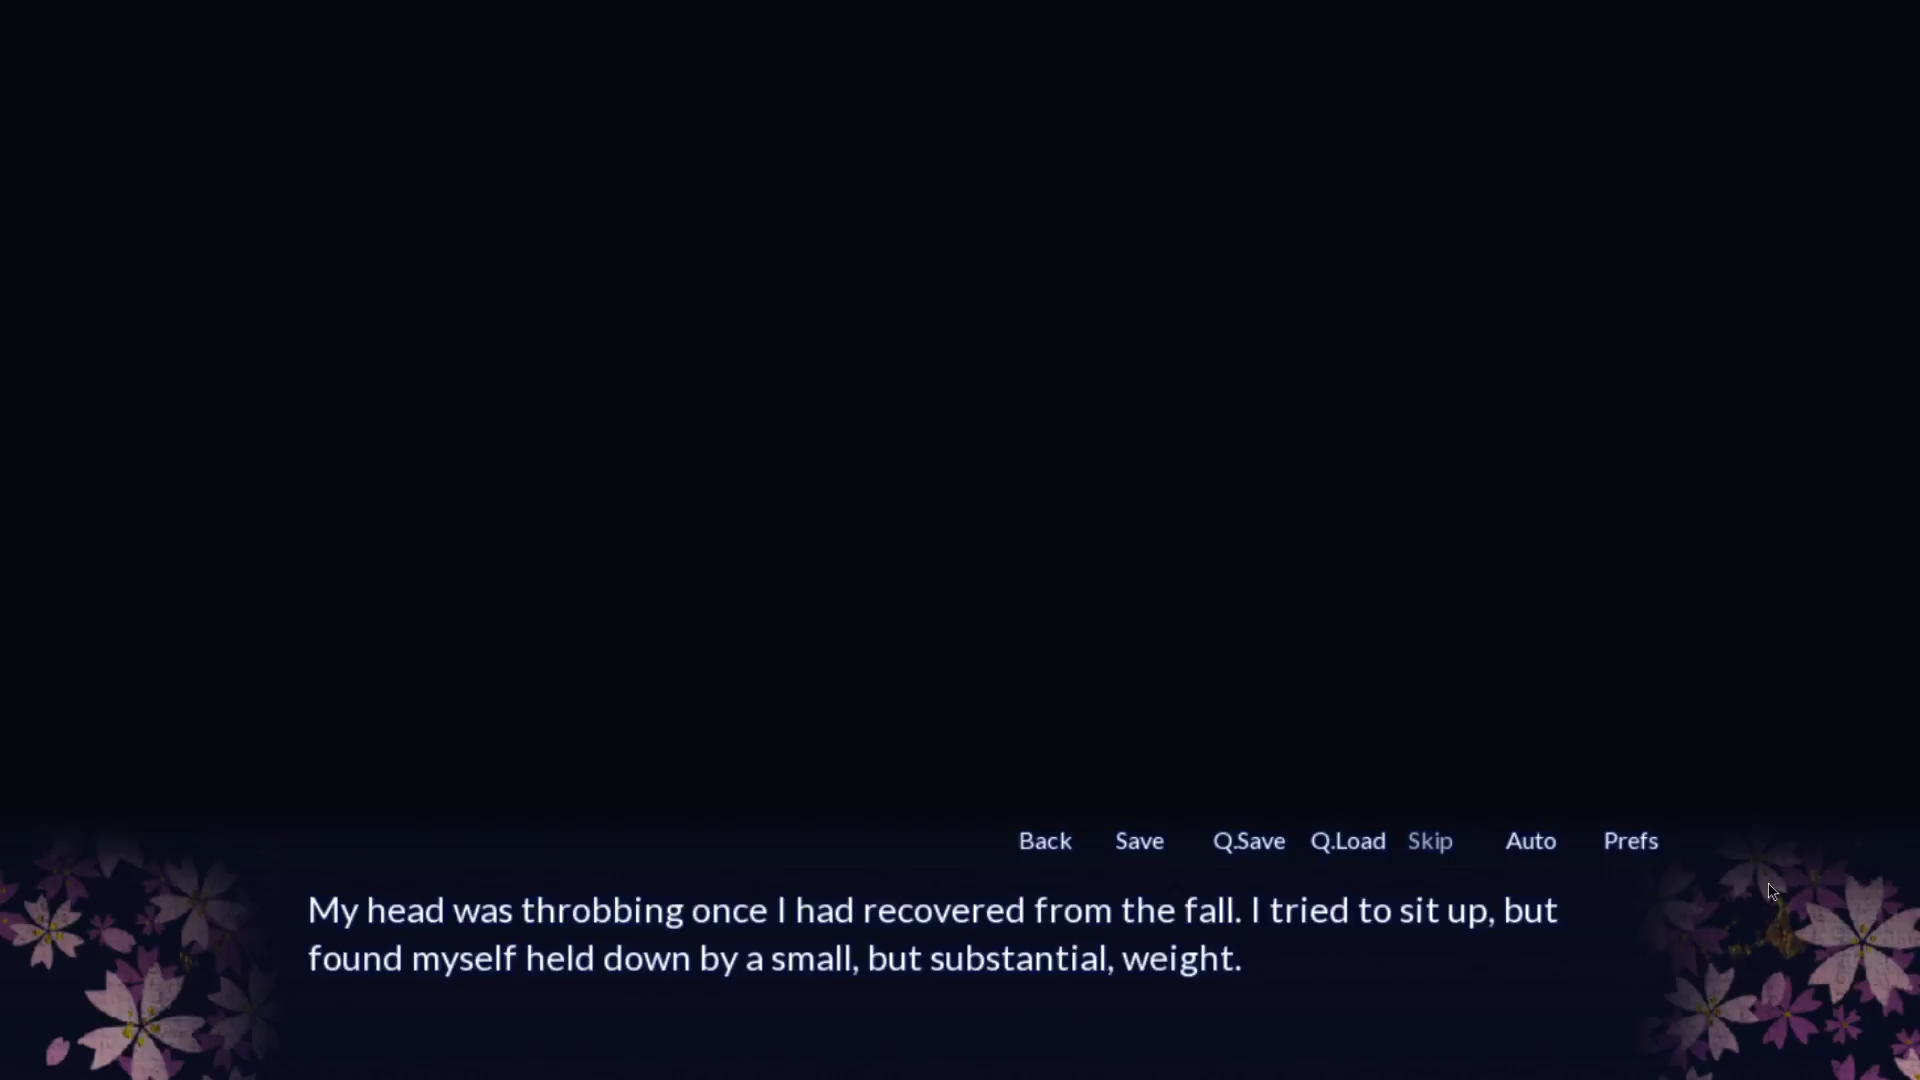 Back Save Q.Save Q.Load Skip Auto Prefs
My head was throbbing once I had recovered from the fall. I tried to sit up, but
found myself held down by a small, but substantial, weight.